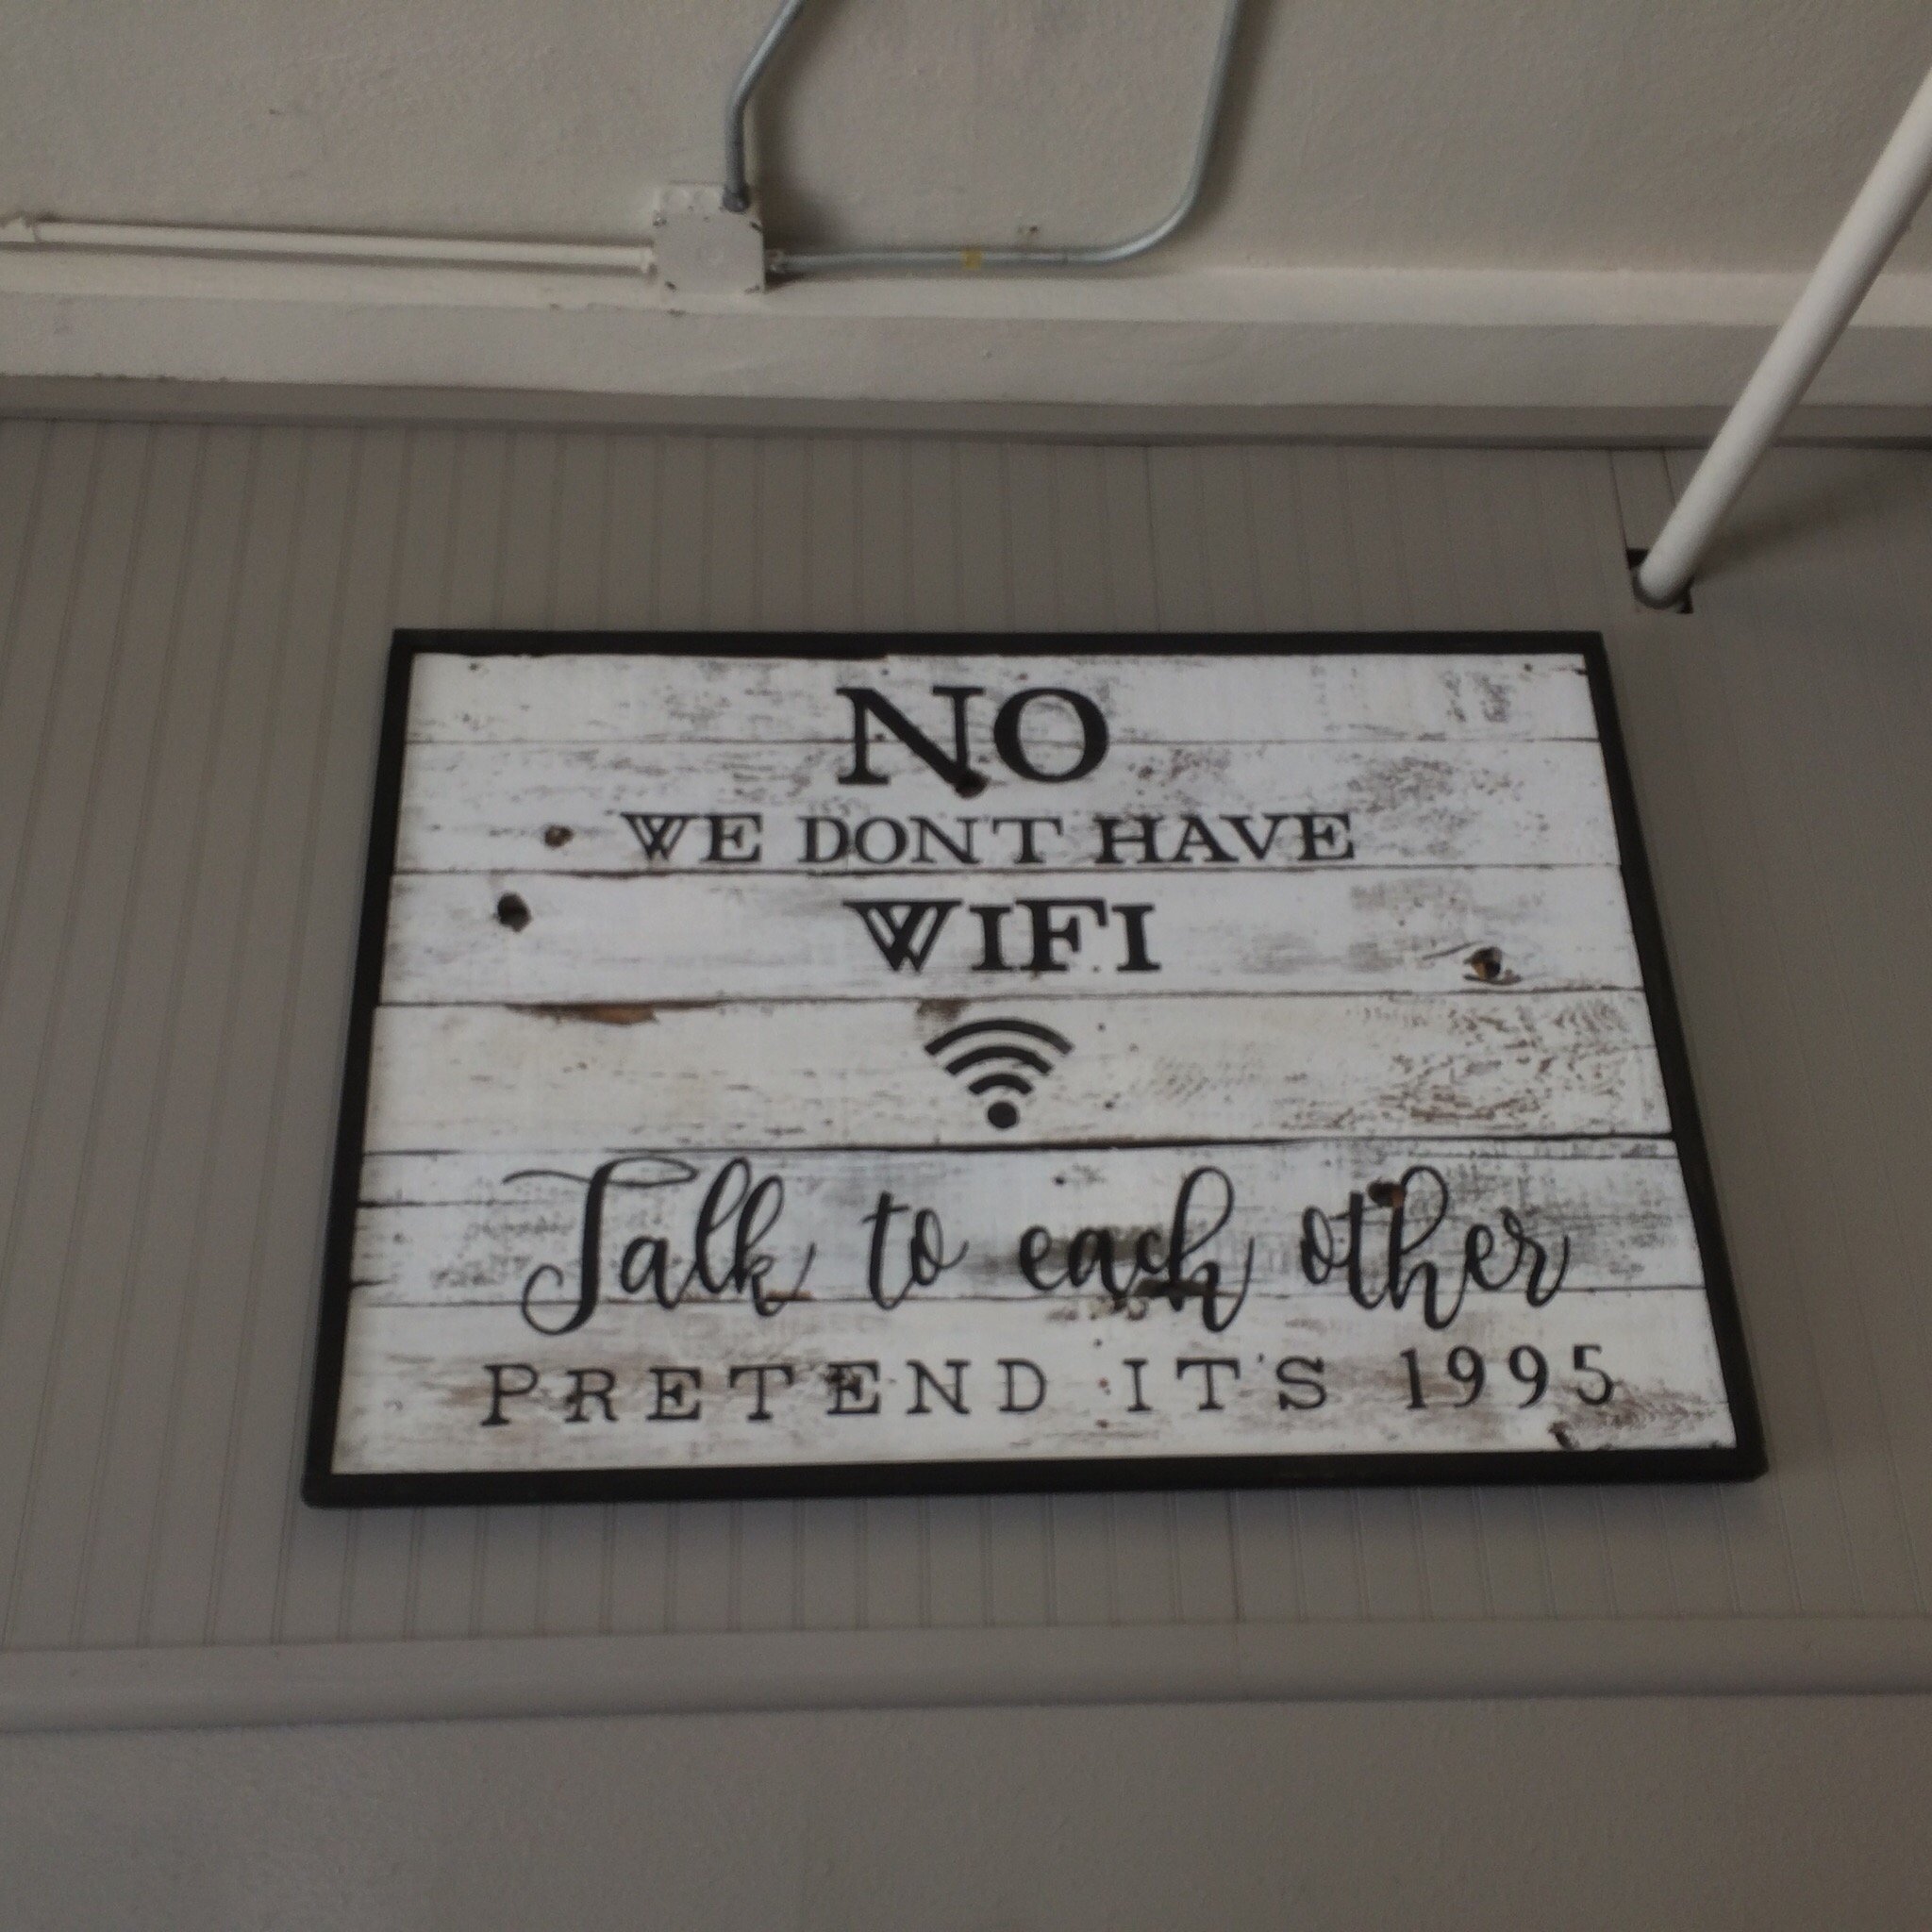 NO
WE DONT HAVE
WIFI
Talk to each other
PRETEND IT'S 1995